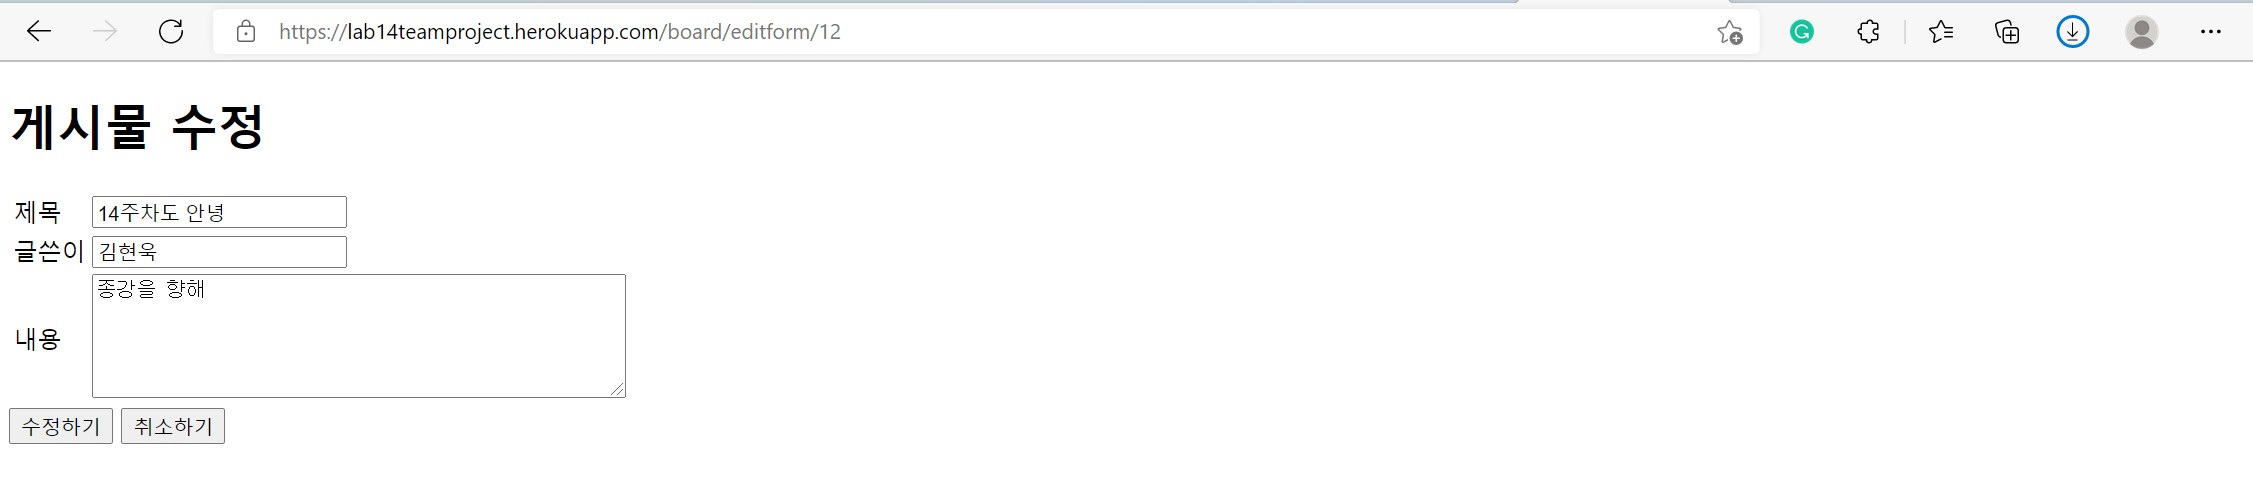 https://lab14teamproject.herokuapp.com/board/editform/12
게시물 수정
제목 14주차도 안녕
글쓴이 김현욱
내용 종강을 향해
수정하기 취소하기